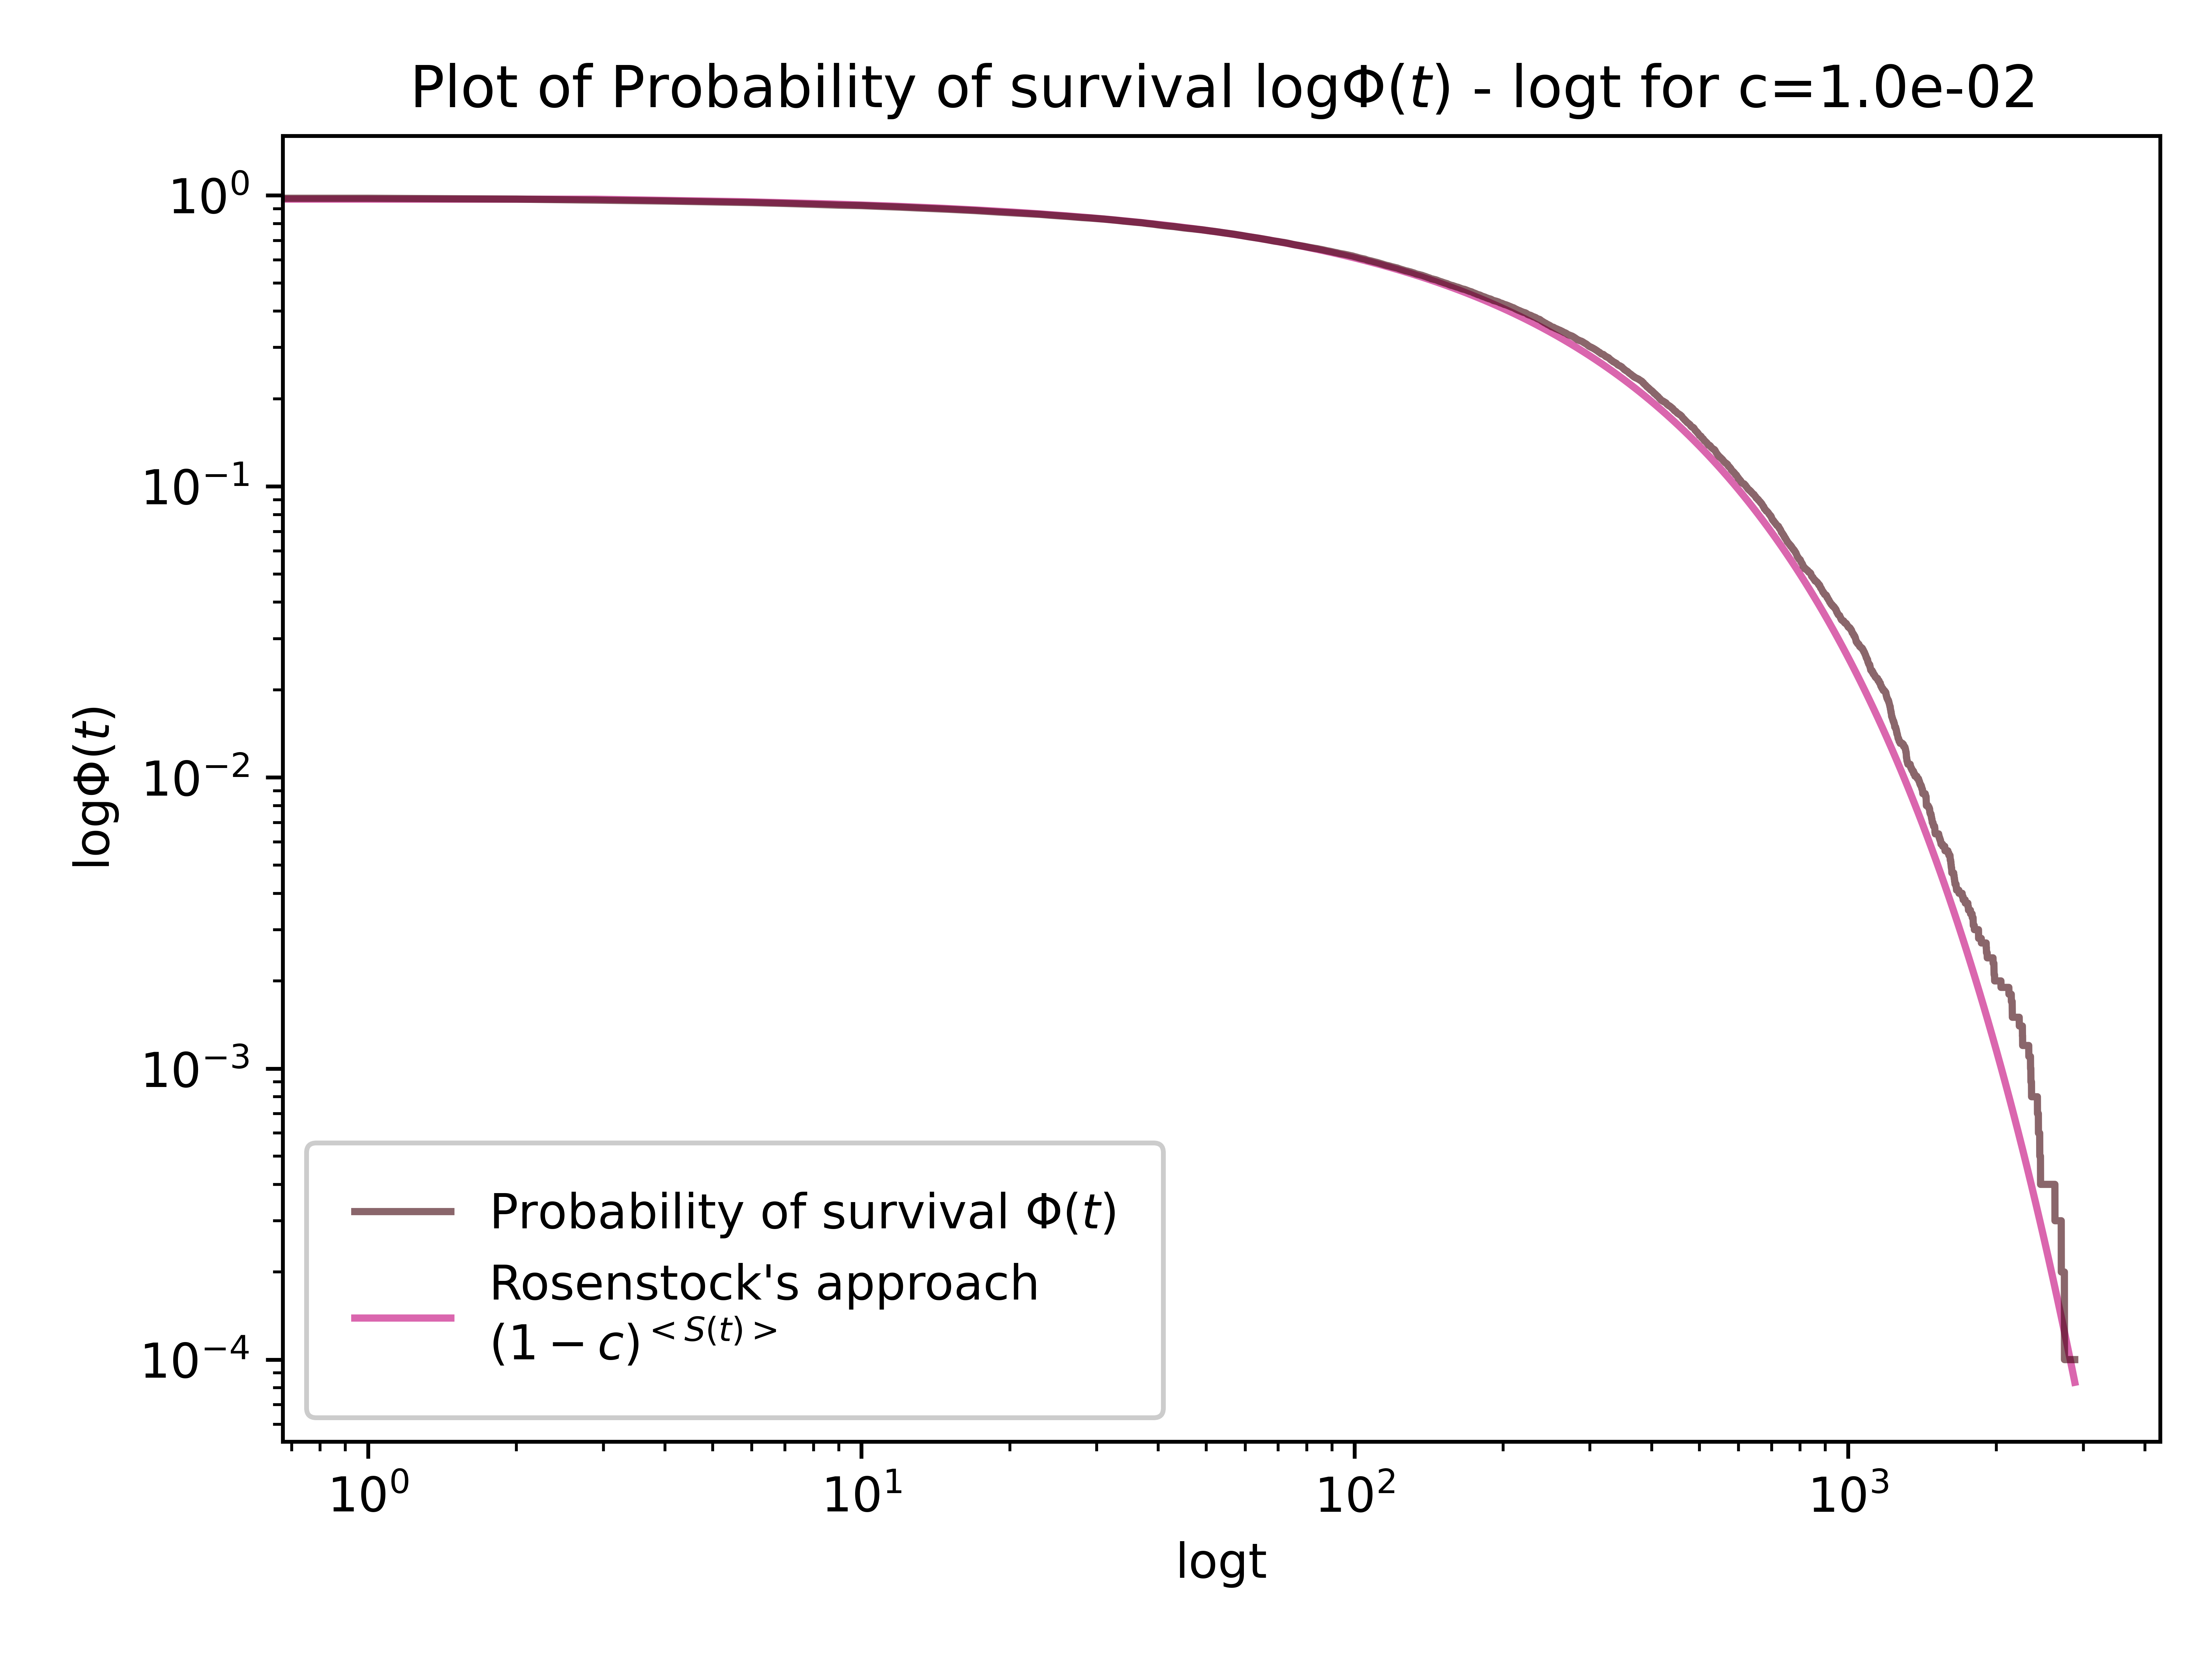 Plot of Probability of survival logΦ(t) - logt for c=1.0e-02
logΦ(t)
10⁰
10⁻¹
10⁻²
10⁻³
10⁻⁴
Probability of survival Φ(t)
Rosenstock's approach
(1 − c)^{<S(t)>}
10⁰ 10¹ 10² 10³
logt